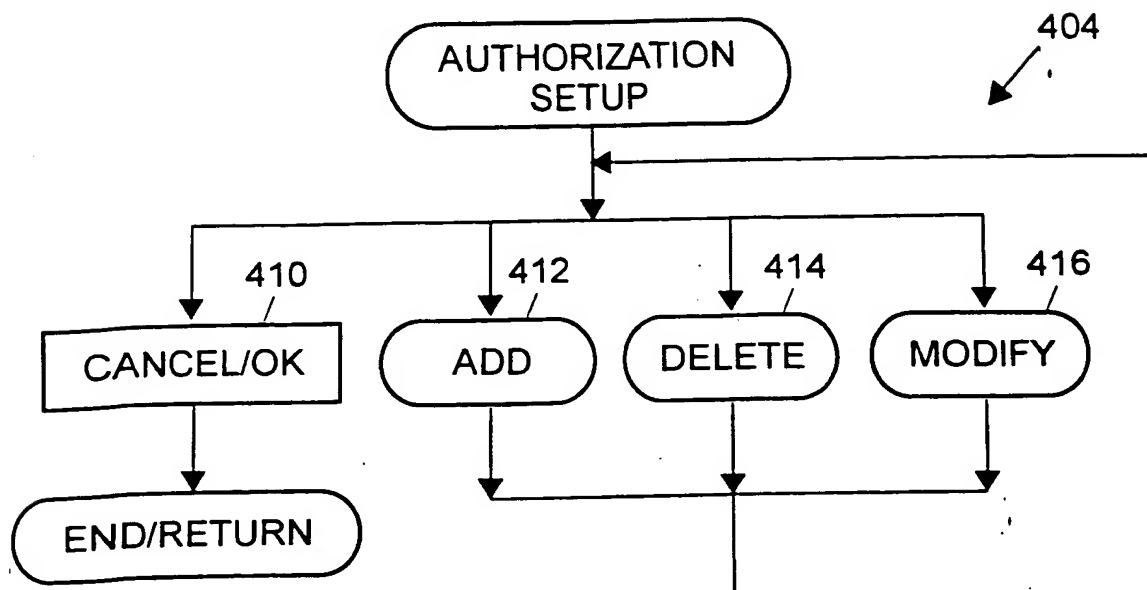 404
AUTHORIZATION
SETUP
410
412
414
416
CANCEL/OK
ADD
DELETE
MODIFY
END/RETURN